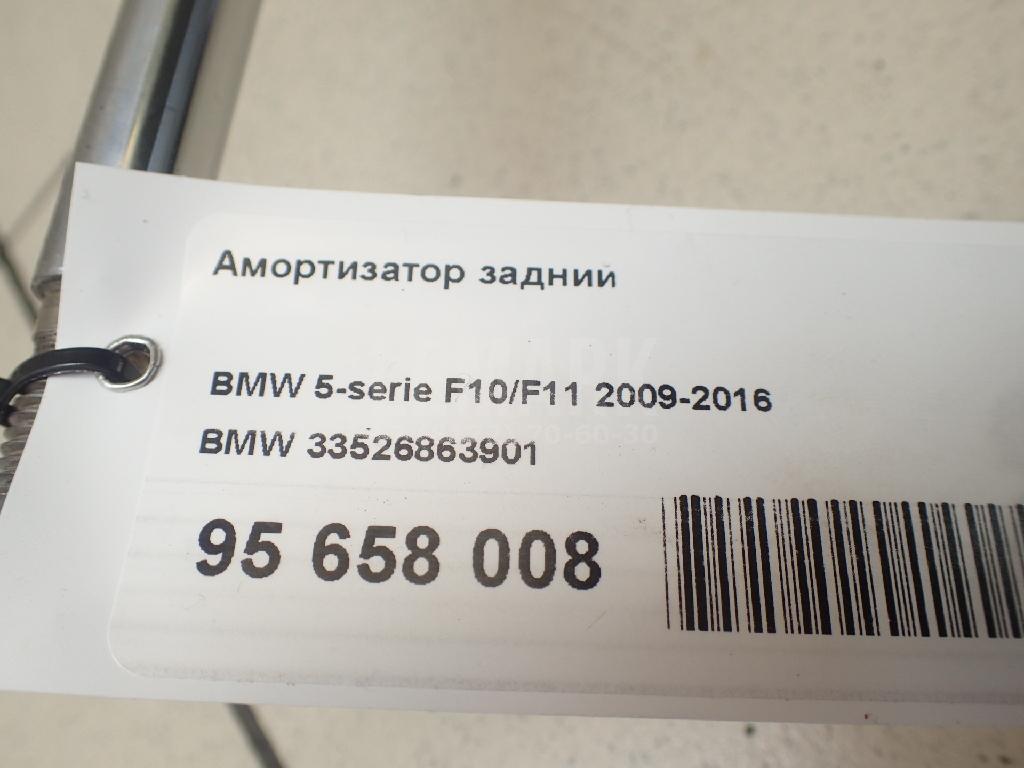 Амортизатор задний
BMW 5-serie F10/F11 2009-2016
BMW 33526863901
95 658 008